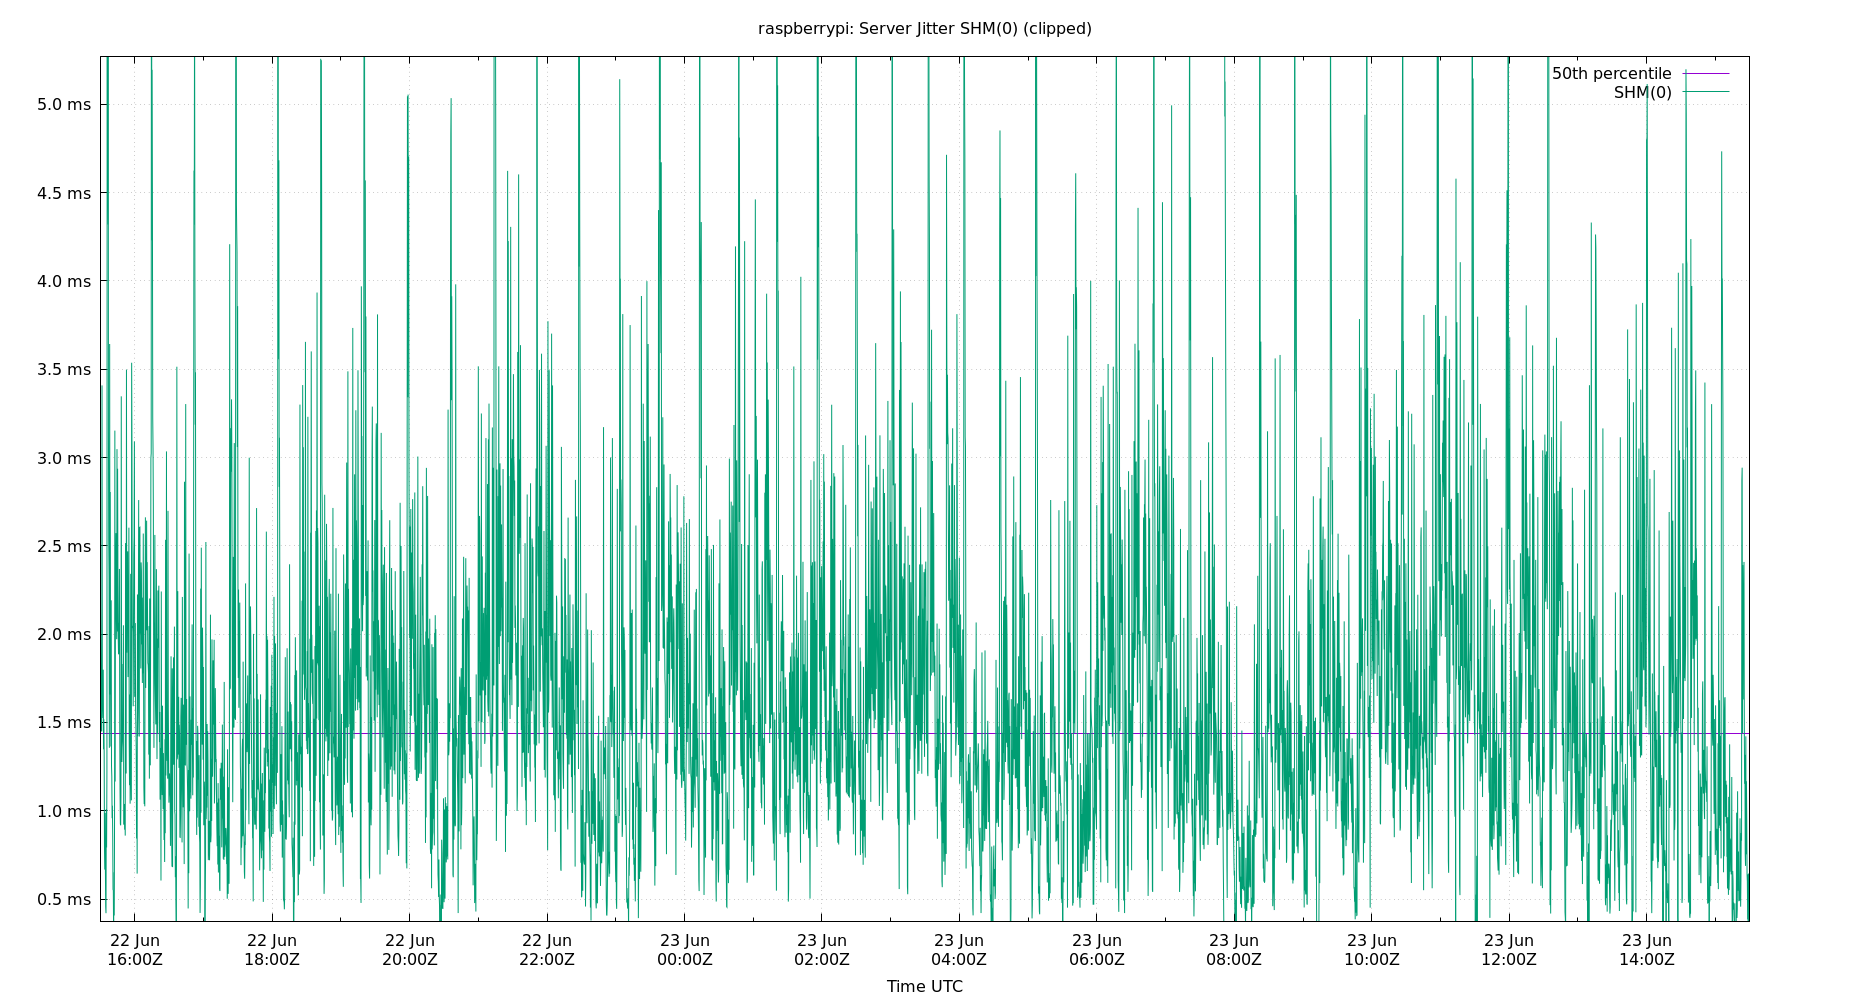 raspberrypi: Server Jitter SHM(0) (clipped)
50th percentile
SHM(0)
5.0 ms
4.5 ms
4.0 ms
3.5 ms
3.0 ms
2.5 ms
2.0 ms
1.5 ms
1.0 ms
0.5 ms
22 Jun 22 Jun 22 Jun 22 Jun 23 Jun 23 Jun 23 Jun 23 Jun 23 Jun 23 Jun 23 Jun 23 Jun
16:00Z 18:00Z 20:00Z 22:00Z 00:00Z 02:00Z 04:00Z 06:00Z 08:00Z 10:00Z 12:00Z 14:00Z
Time UTC